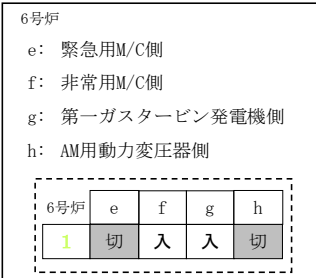 6号炉
e: 緊急用M/C側
f: 非常用M/C側
g: 第一ガスタービン発電機側
h: AM用動力変圧器側
6号炉 e f g h
1 切 入 入 切